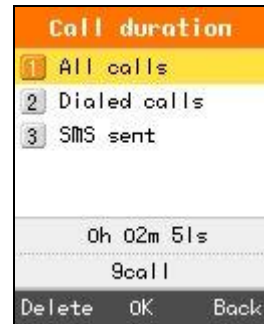 Call duration
1 All calls
2 Dialed calls
3 SMS sent
0h 02m 51s
9call
Delete OK Back